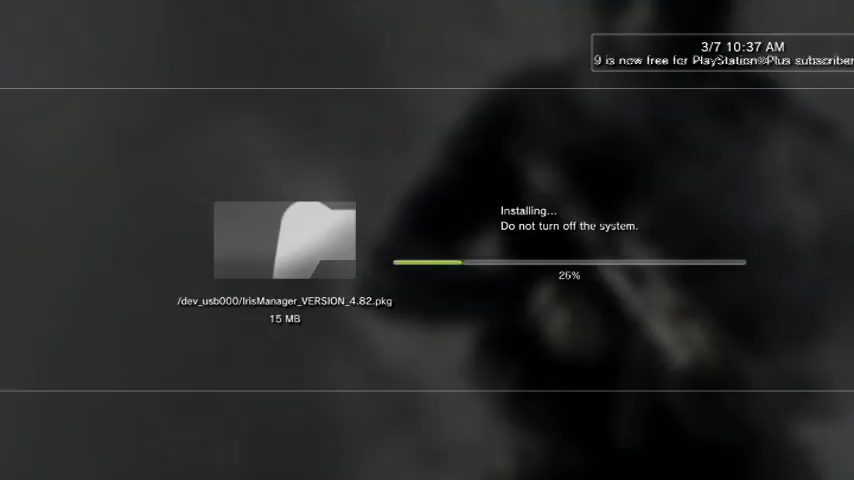 3/7 10:37 AM
9 is now free for PlayStation®Plus subscriber
Installing...
Do not turn off the system.
26%
/dev_usb000/IrisManager_VERSION_4.82.pkg
15 MB